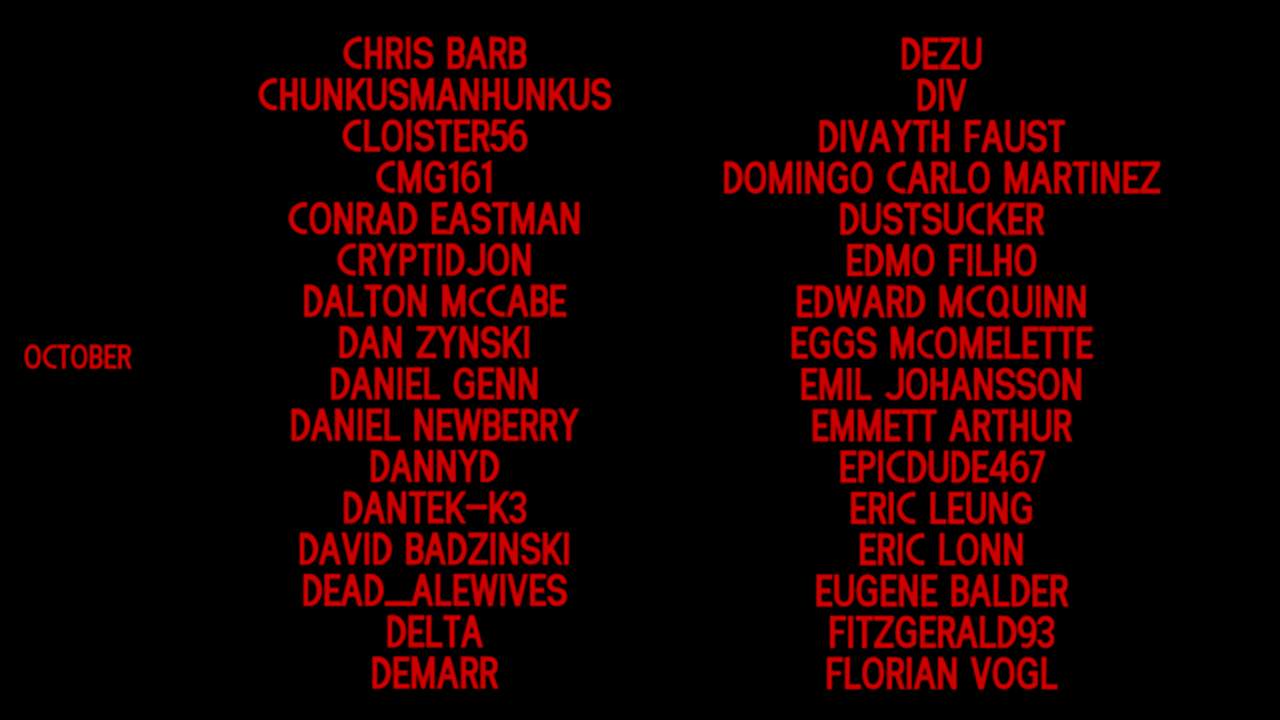 OCTOBER
CHRIS BARB
CHUNKUSMANHUNKUS
CLOISTER56
CMG161
CONRAD EASTMAN
CRYPTIDJON
DALTON McCABE
DAN ZYNSKI
DANIEL GENN
DANIEL NEWBERRY
DANNYD
DANTEK-K3
DAVID BADZINSKI
DEAD_ALEWIVES
DELTA
DEMARR
DEZU
DIV
DIVAYTH FAUST
DOMINGO CARLO MARTINEZ
DUSTSUCKER
EDMO FILHO
EDWARD MCQUINN
EGGS McOMELETTE
EMIL JOHANSSON
EMMETT ARTHUR
EPICDUDE467
ERIC LEUNG
ERIC LONN
EUGENE BALDER
FITZGERALD93
FLORIAN VOGL